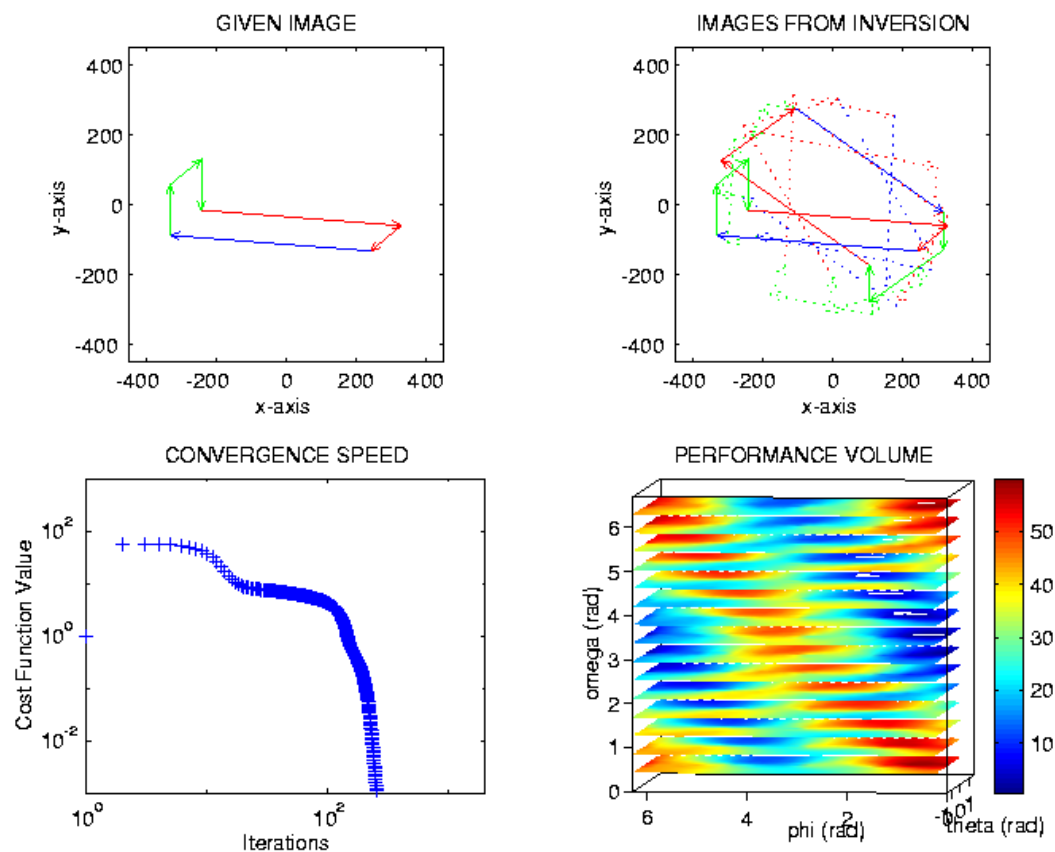 GIVEN IMAGE
y-axis
400
200
0
-200
-400
-400 -200 0 200 400
x-axis
IMAGES FROM INVERSION
y-axis
400
200
0
-200
-400
-400 -200 0 200 400
x-axis
CONVERGENCE SPEED
Cost Function Value
10^2
10^0
10^-2
10^0 10^2
Iterations
PERFORMANCE VOLUME
omega (rad)
6
5
4
3
2
1
0
6 4 2
phi (rad)
theta (rad)
50
40
30
20
10